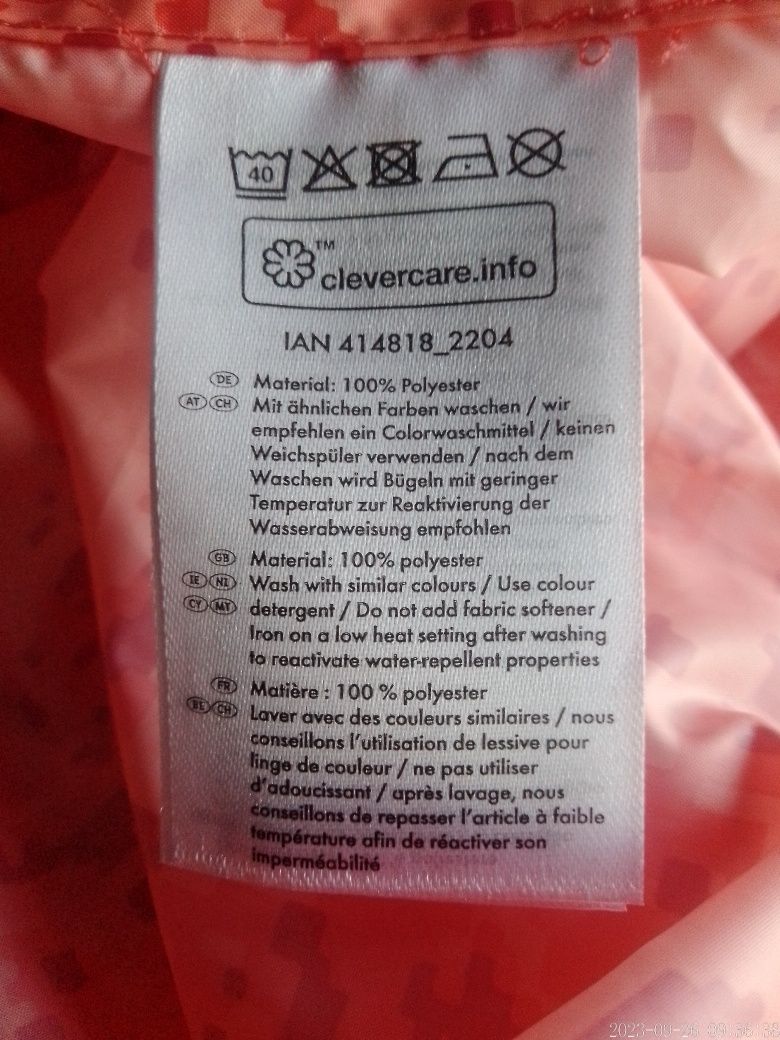 40
clevercare.info™
IAN 414818_2204
DE Material: 100% Polyester
AT CH Mit ähnlichen Farben waschen / wir
empfehlen ein Colorwaschmittel / keinen
Weichspüler verwenden / nach dem
Waschen wird Bügeln mit geringer
Temperatur zur Reaktivierung der
Wasserabweisung empfohlen
GB Material: 100% polyester
IE NI Wash with similar colours / Use colour
CY MT detergent / Do not add fabric softener /
Iron on a low heat setting after washing
to reactivate water-repellent properties
FR Matière : 100 % polyester
BE CH Laver avec des couleurs similaires / nous
conseillons l'utilisation de lessive pour
linge de couleur / ne pas utiliser
d'adoucissant / après lavage, nous
conseillons de repasser l'article à faible
température afin de réactiver son
imperméabilité